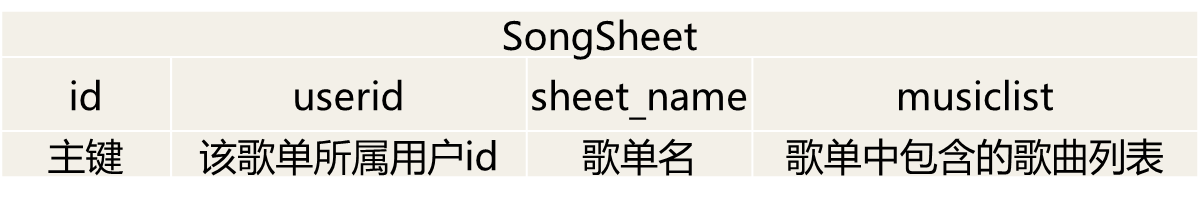 SongSheet
id userid sheet_name musiclist
主键 该歌单所属用户id 歌单名 歌单中包含的歌曲列表